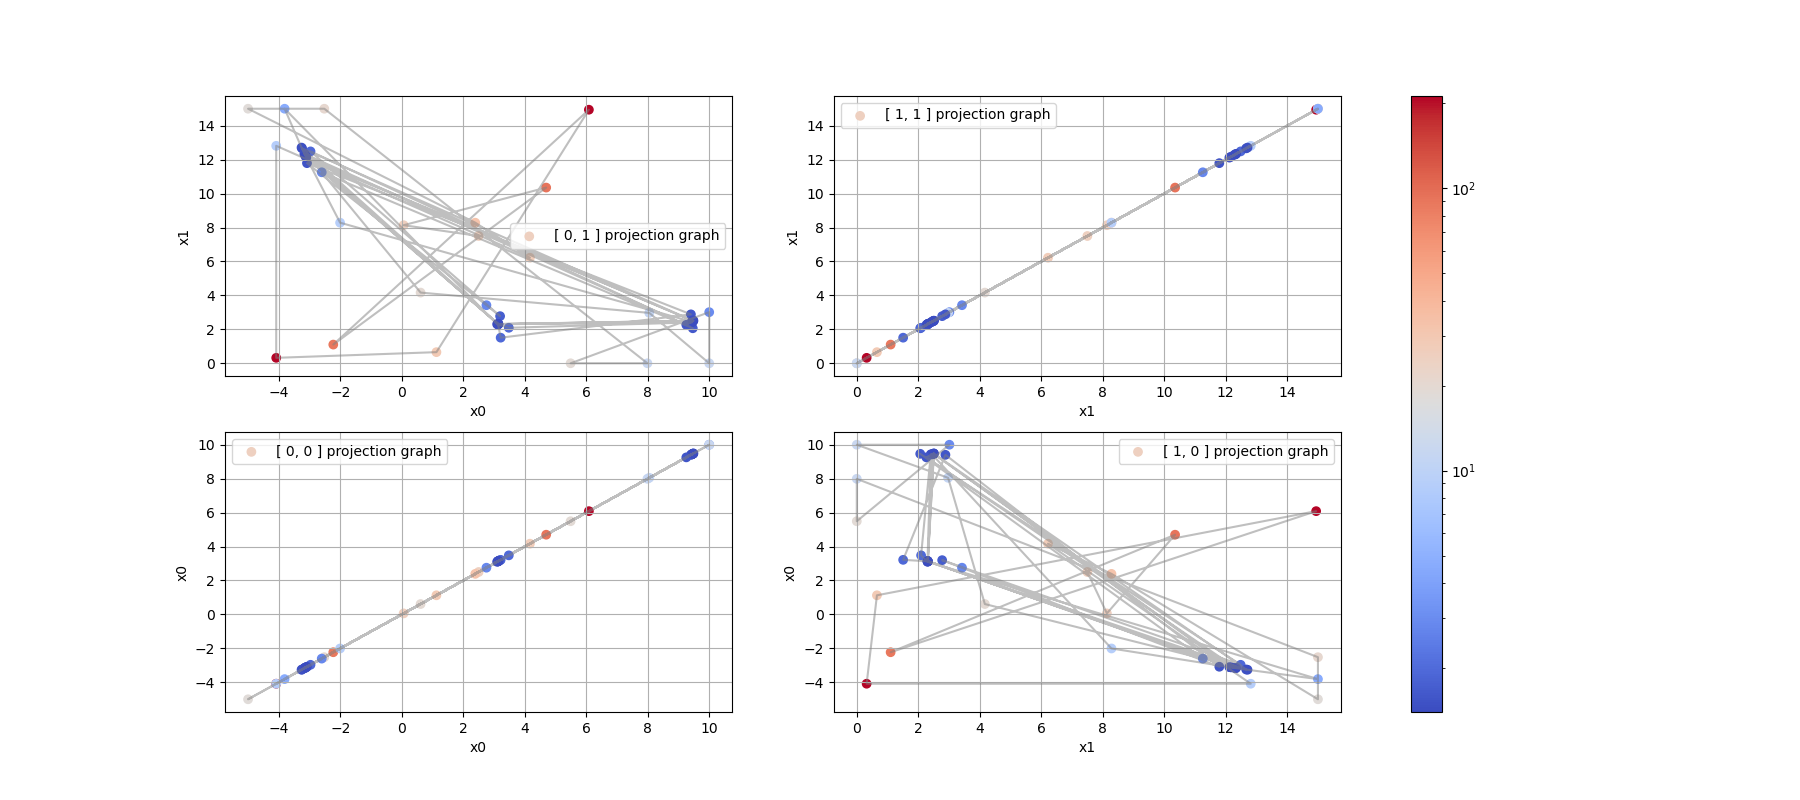 14
12
10
8
6
4
2
0
x1
[ 0, 1 ] projection graph
−4 −2 0 2 4 6 8 10
x0
14
12
10
8
6
4
2
0
x1
[ 1, 1 ] projection graph
0 2 4 6 8 10 12 14
x1
10
8
6
4
2
0
−2
−4
x0
[ 0, 0 ] projection graph
−4 −2 0 2 4 6 8 10
x0
10
8
6
4
2
0
−2
−4
x0
[ 1, 0 ] projection graph
0 2 4 6 8 10 12 14
x1
10²
10¹